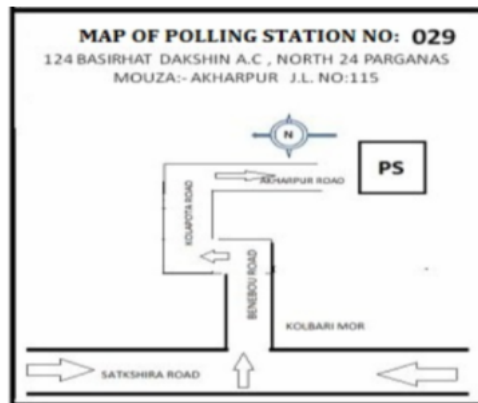 MAP OF POLLING STATION NO: 029
124 BASIRHAT DAKSHIN A.C , NORTH 24 PARGANAS
MOUZA:- AKHARPUR J.L. NO:115
N
PS
AKHARPUR ROAD
KOLAPOTA ROAD
BENEBOU ROAD
KOLBARI MOR
SATKSHIRA ROAD